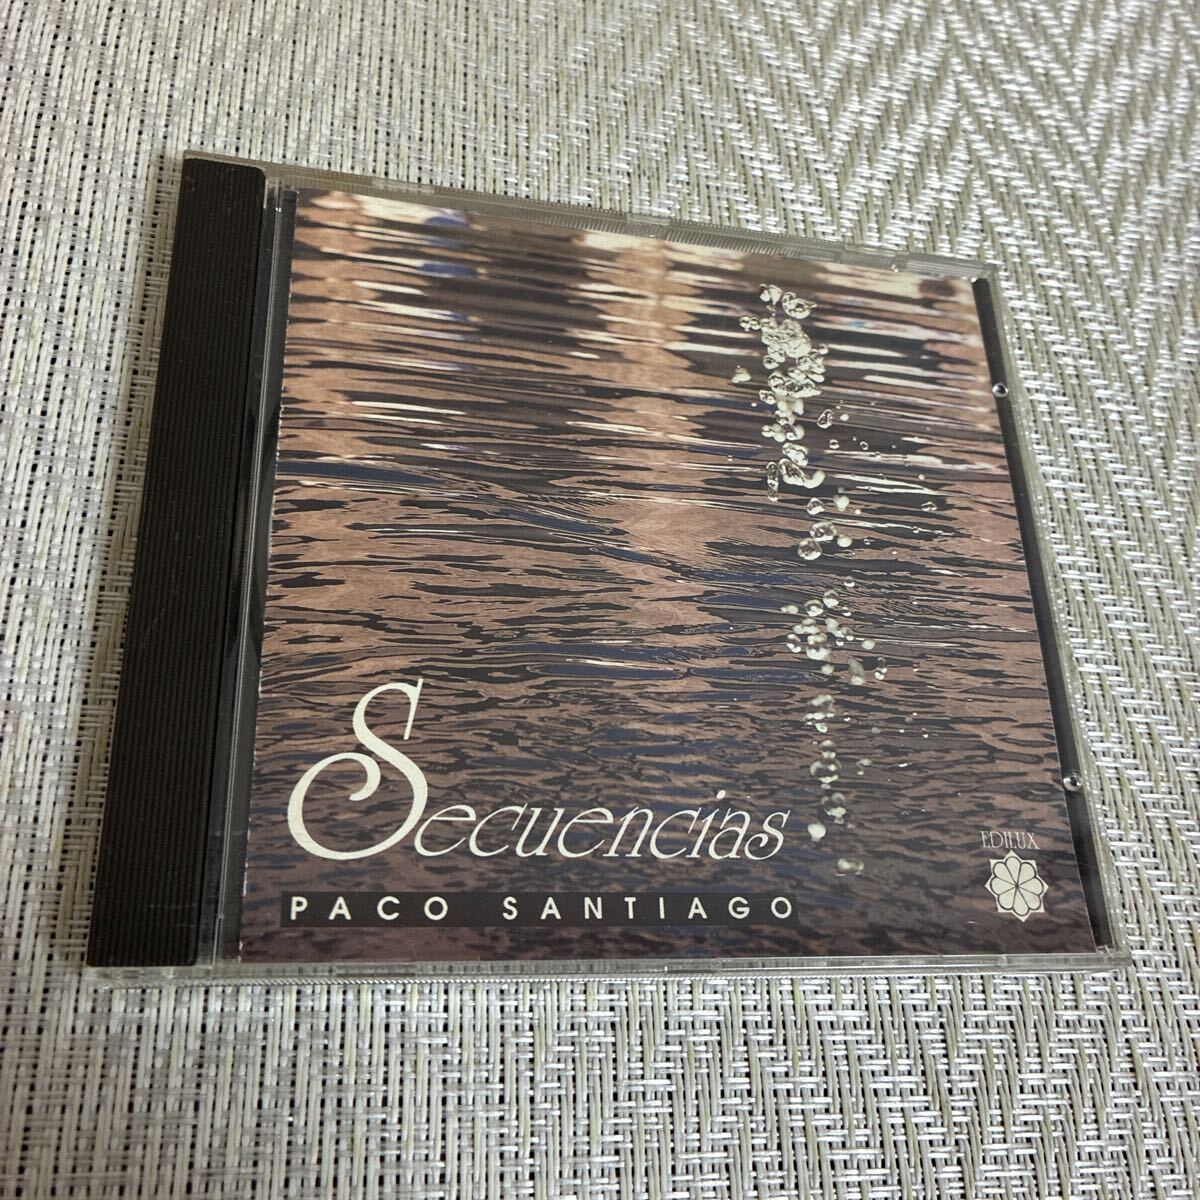 Secuencias
PACO SANTIAGO
EDILUX